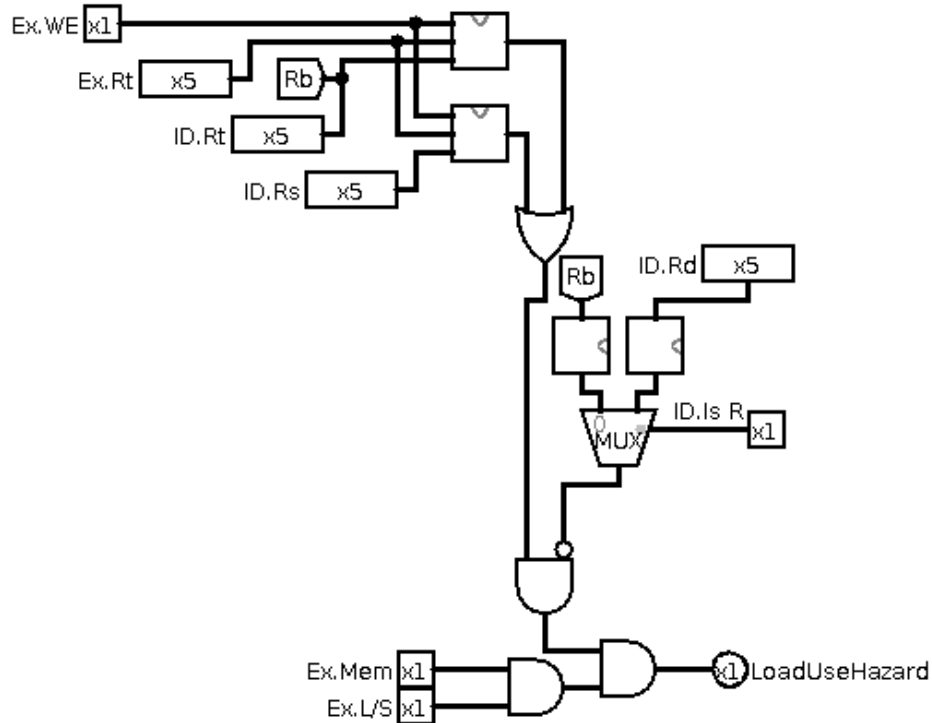 Ex.WE x1
Ex.Rt x5
Rb
ID.Rt x5
ID.Rs x5
ID.Rd x5
Rb
ID.Is R
x1
0
MUX
Ex.Mem x1
Ex.L/S x1
x1 LoadUseHazard